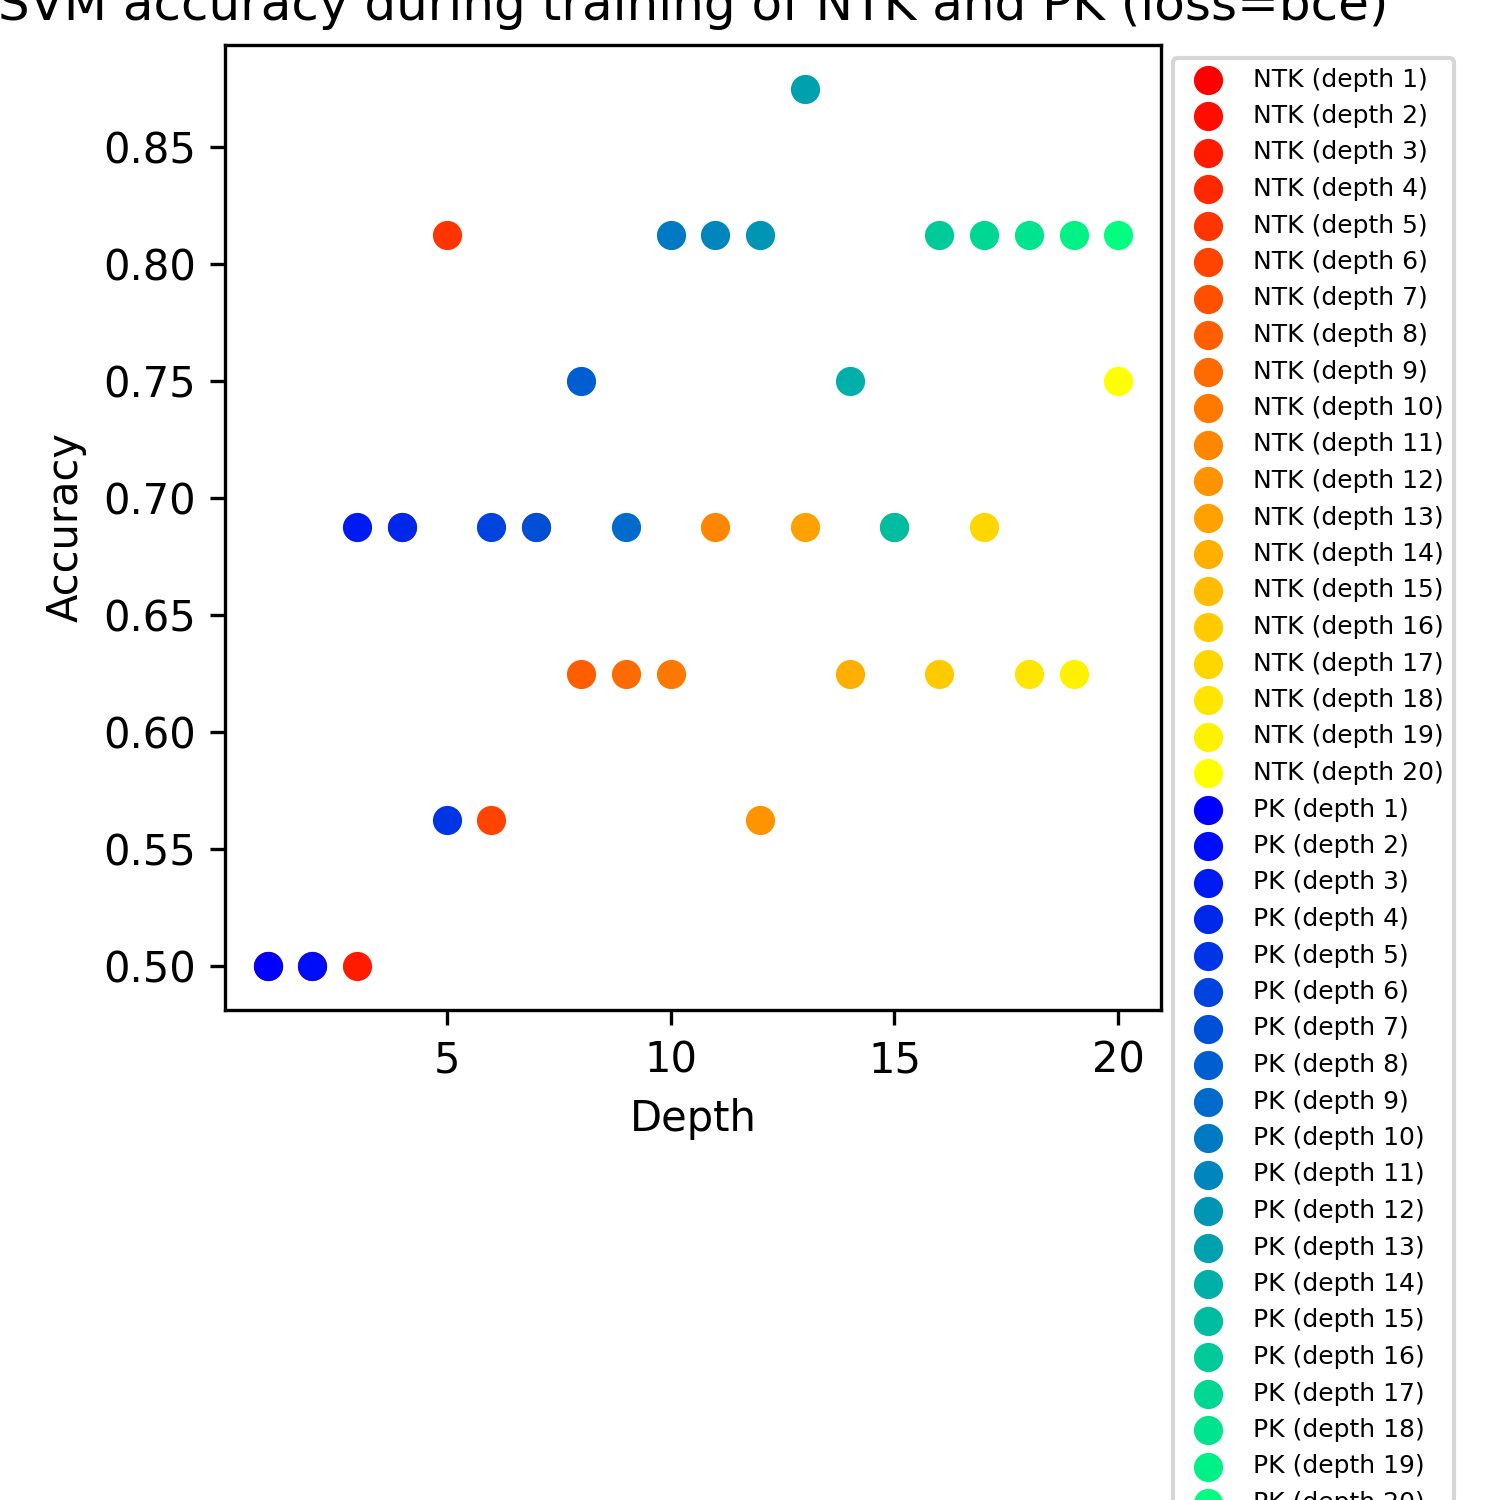 SVM accuracy during training of NTK and PK (loss=bce)
0.85
0.80
0.75
0.70
0.65
0.60
0.55
0.50
Accuracy
5 10 15 20
Depth
NTK (depth 1)
NTK (depth 2)
NTK (depth 3)
NTK (depth 4)
NTK (depth 5)
NTK (depth 6)
NTK (depth 7)
NTK (depth 8)
NTK (depth 9)
NTK (depth 10)
NTK (depth 11)
NTK (depth 12)
NTK (depth 13)
NTK (depth 14)
NTK (depth 15)
NTK (depth 16)
NTK (depth 17)
NTK (depth 18)
NTK (depth 19)
NTK (depth 20)
PK (depth 1)
PK (depth 2)
PK (depth 3)
PK (depth 4)
PK (depth 5)
PK (depth 6)
PK (depth 7)
PK (depth 8)
PK (depth 9)
PK (depth 10)
PK (depth 11)
PK (depth 12)
PK (depth 13)
PK (depth 14)
PK (depth 15)
PK (depth 16)
PK (depth 17)
PK (depth 18)
PK (depth 19)
PK (depth 20)